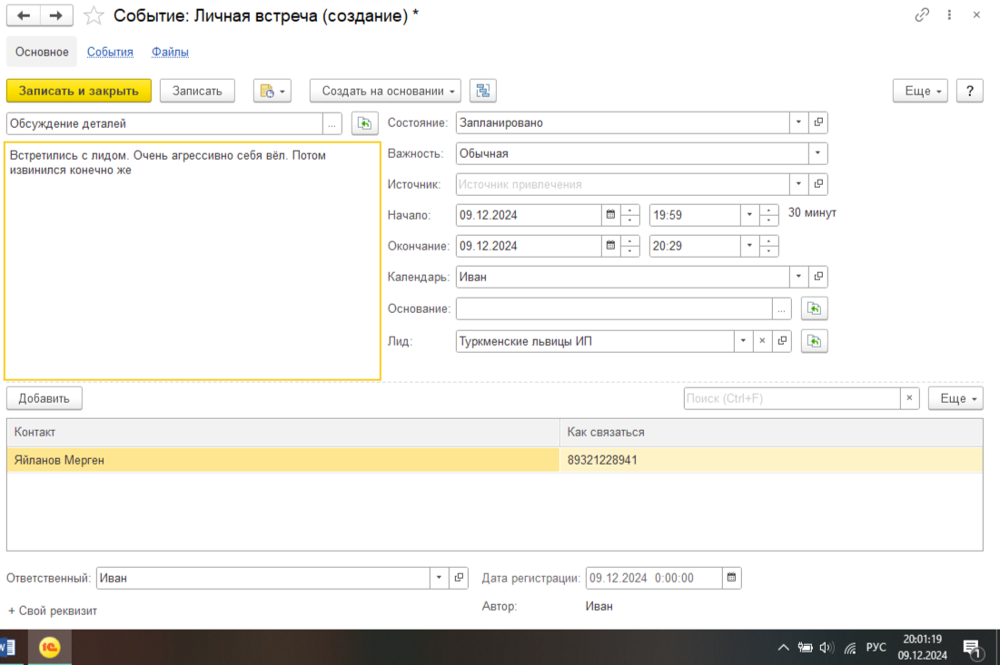 Событие: Личная встреча (создание) *
Основное События Файлы
Записать и закрыть Записать Создать на основании Еще ?
Обсуждение деталей ...
Встретились с лидом. Очень агрессивно себя вёл. Потом
извинился конечно же
Состояние: Запланировано
Важность: Обычная
Источник: Источник привлечения
Начало: 09.12.2024 19:59 30 минут
Окончание: 09.12.2024 20:29
Календарь: Иван
Основание: ...
Лид: Туркменские львицы ИП
Добавить Поиск (Ctrl+F) × Еще
Контакт Как связаться
Яйланов Мерген 89321228941
Ответственный: Иван Дата регистрации: 09.12.2024 0:00:00
+ Свой реквизит Автор: Иван
W 1С РУС 20:01:19
09.12.2024 1